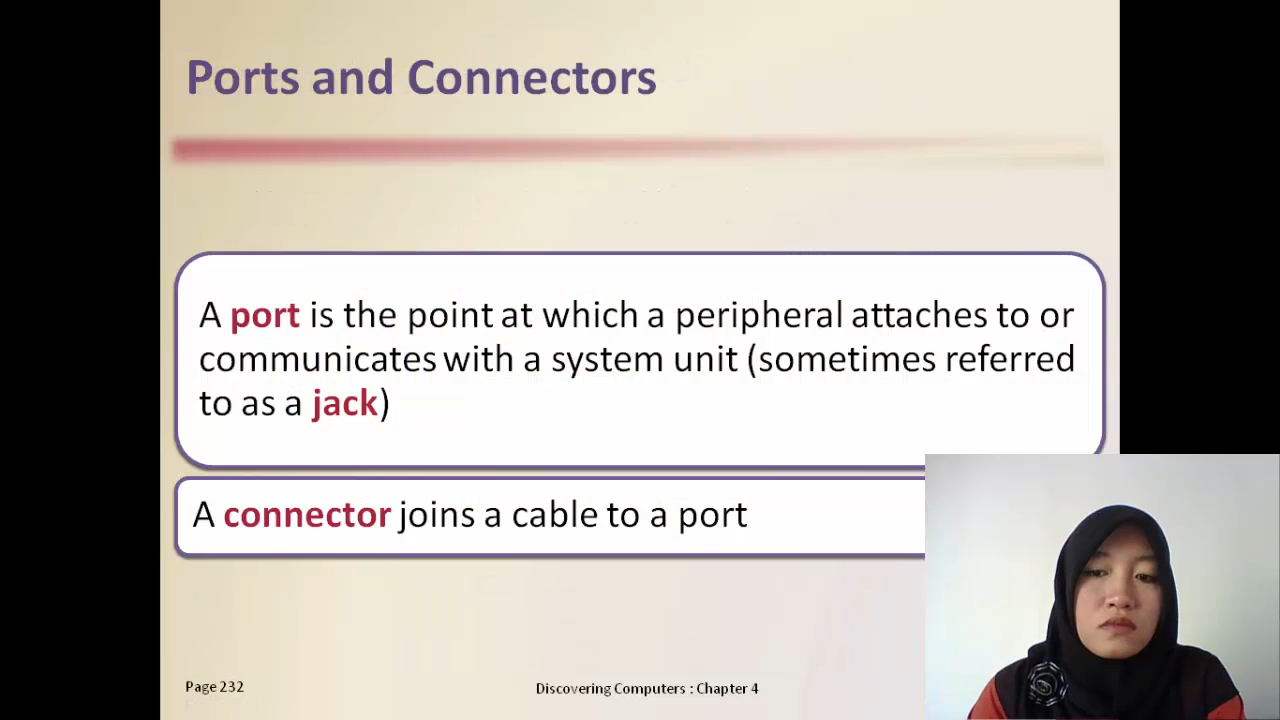 Ports and Connectors
A port is the point at which a peripheral attaches to or
communicates with a system unit (sometimes referred
to as a jack)
A connector joins a cable to a port
Page 232
Discovering Computers : Chapter 4